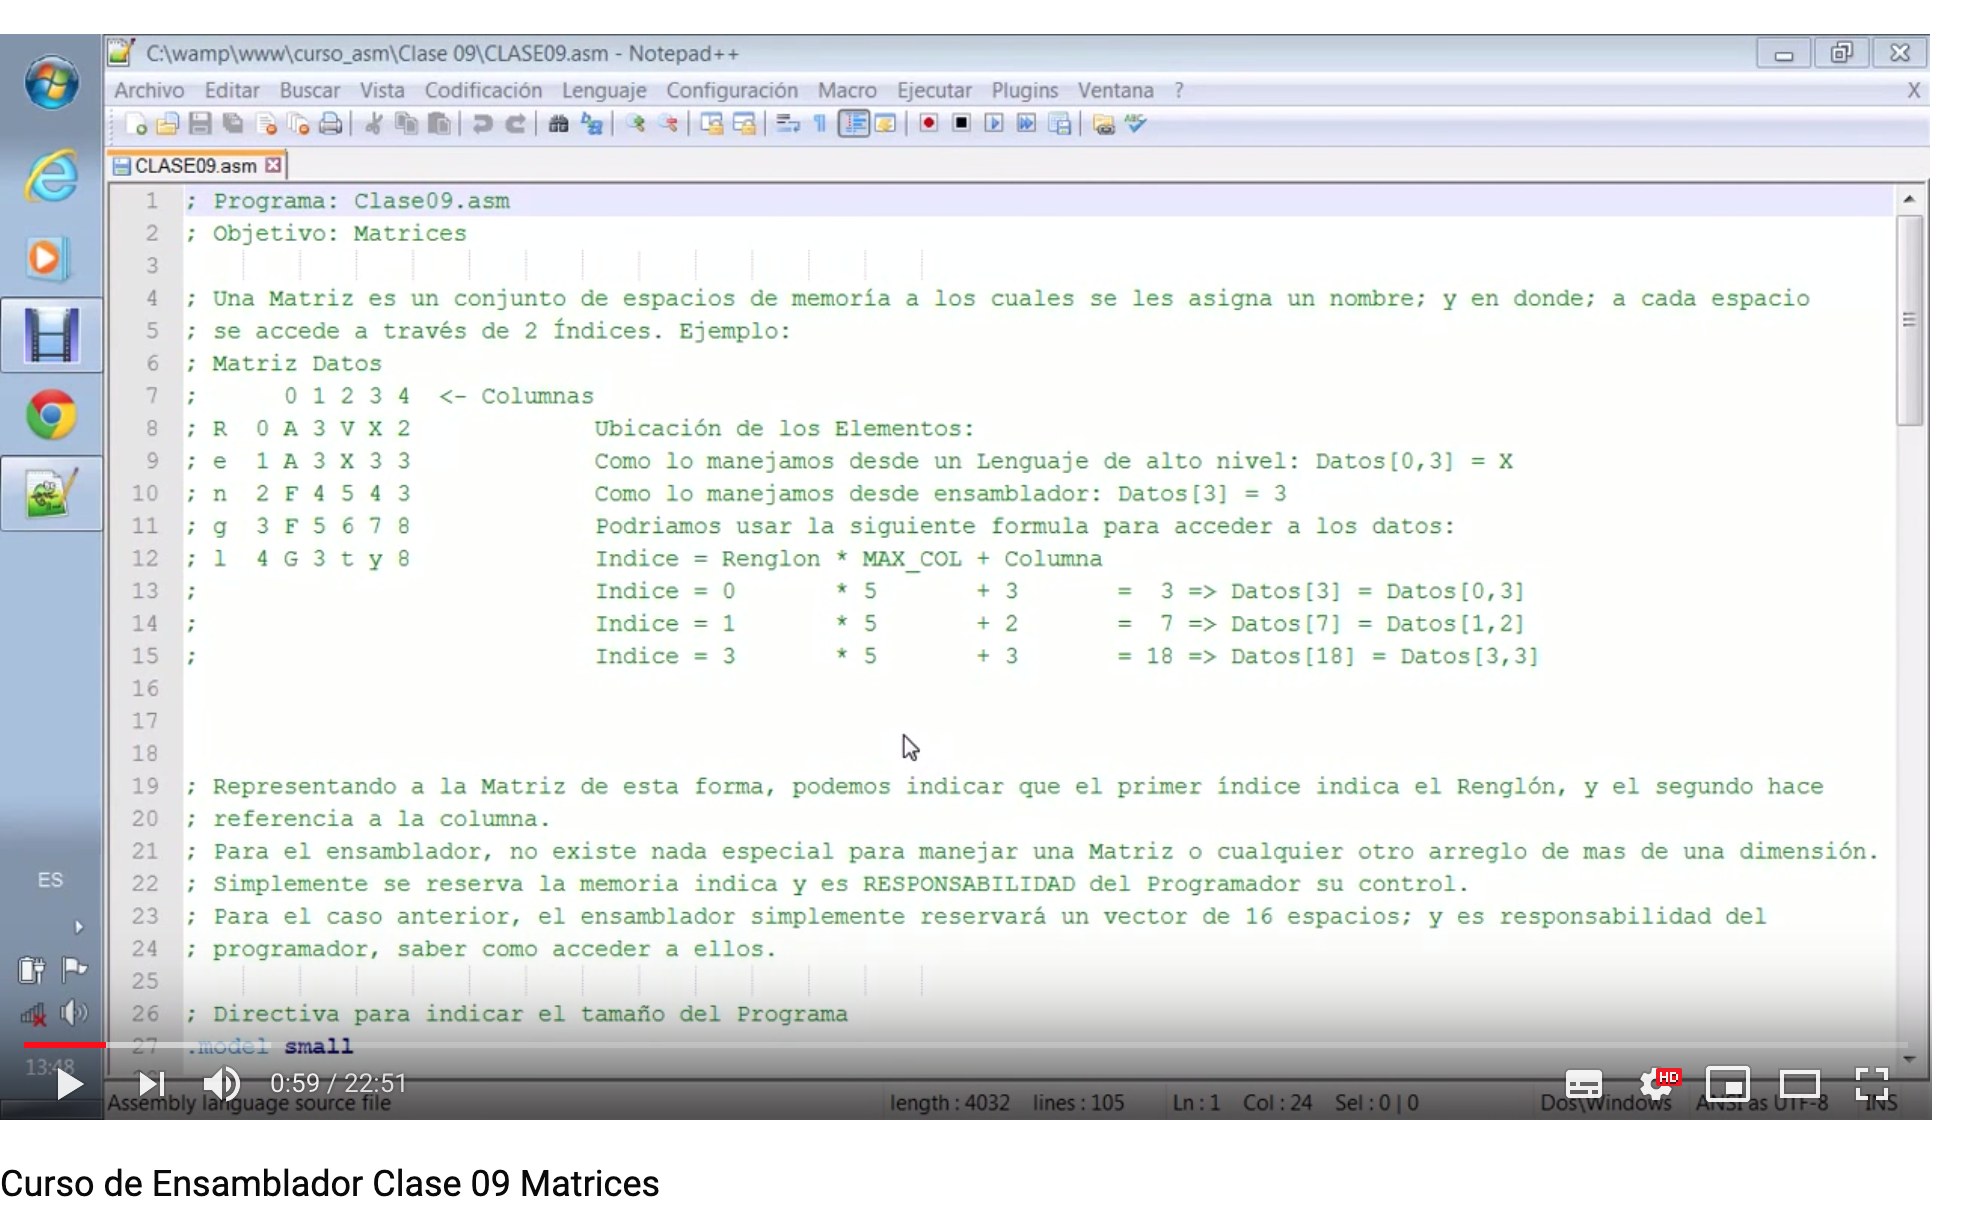 C:\wamp\www\curso_asm\Clase 09\CLASE09.asm - Notepad++
Archivo Editar Buscar Vista Codificación Lenguaje Configuración Macro Ejecutar Plugins Ventana ? X
CLASE09.asm
1 ; Programa: Clase09.asm
2 ; Objetivo: Matrices
3
4 ; Una Matriz es un conjunto de espacios de memoría a los cuales se les asigna un nombre; y en donde; a cada espacio
5 ; se accede a través de 2 Índices. Ejemplo:
6 ; Matriz Datos
7 ; 0 1 2 3 4 <- Columnas
8 ; R 0 A 3 V X 2 Ubicación de los Elementos:
9 ; e 1 A 3 X 3 3 Como lo manejamos desde un Lenguaje de alto nivel: Datos[0,3] = X
10 ; n 2 F 4 5 4 3 Como lo manejamos desde ensamblador: Datos[3] = 3
11 ; g 3 F 5 6 7 8 Podriamos usar la siguiente formula para acceder a los datos:
12 ; l 4 G 3 t y 8 Indice = Renglon * MAX_COL + Columna
13 ; Indice = 0 * 5 + 3 = 3 => Datos[3] = Datos[0,3]
14 ; Indice = 1 * 5 + 2 = 7 => Datos[7] = Datos[1,2]
15 ; Indice = 3 * 5 + 3 = 18 => Datos[18] = Datos[3,3]
16
17
18
19 ; Representando a la Matriz de esta forma, podemos indicar que el primer índice indica el Renglón, y el segundo hace
20 ; referencia a la columna.
21 ; Para el ensamblador, no existe nada especial para manejar una Matriz o cualquier otro arreglo de mas de una dimensión.
22 ; Simplemente se reserva la memoria indica y es RESPONSABILIDAD del Programador su control.
23 ; Para el caso anterior, el ensamblador simplemente reservará un vector de 16 espacios; y es responsabilidad del
24 ; programador, saber como acceder a ellos.
25
26 ; Directiva para indicar el tamaño del Programa
27 .model small
ES
13:48
0:59 / 22:51
HD
Assembly language source file length : 4032 lines : 105 Ln : 1 Col : 24 Sel : 0 | 0 Dos\Windows ANSI as UTF-8 INS
Curso de Ensamblador Clase 09 Matrices